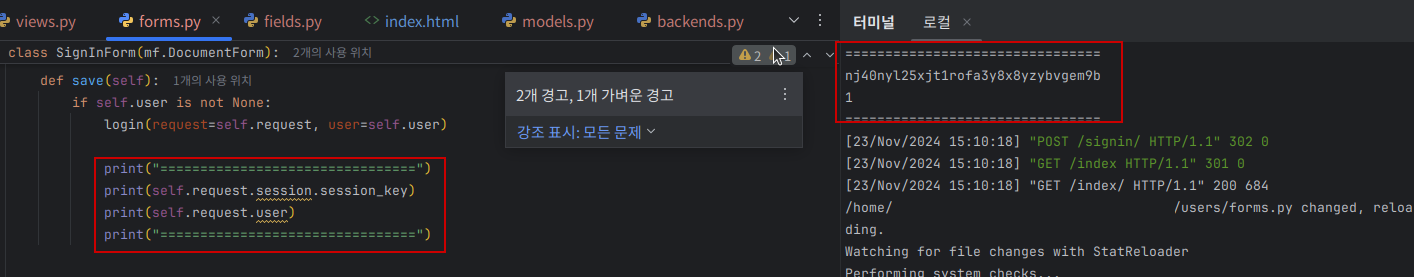 views.py forms.py × fields.py <> index.html models.py backends.py
class SignInForm(mf.DocumentForm): 2개의 사용 위치
2 1
def save(self): 1개의 사용 위치
if self.user is not None:
login(request=self.request, user=self.user)
print("================================")
print(self.request.session.session_key)
print(self.request.user)
print("================================")
2개 경고, 1개 가벼운 경고
강조 표시: 모든 문제
터미널 로컬 ×
================================
nj40nyl25xjt1rofa3y8x8yzybvgem9b
1
================================
[23/Nov/2024 15:10:18] "POST /signin/ HTTP/1.1" 302 0
[23/Nov/2024 15:10:18] "GET /index HTTP/1.1" 301 0
[23/Nov/2024 15:10:18] "GET /index/ HTTP/1.1" 200 684
/home/ /users/forms.py changed, reloa
ding.
Watching for file changes with StatReloader
Performing system checks...